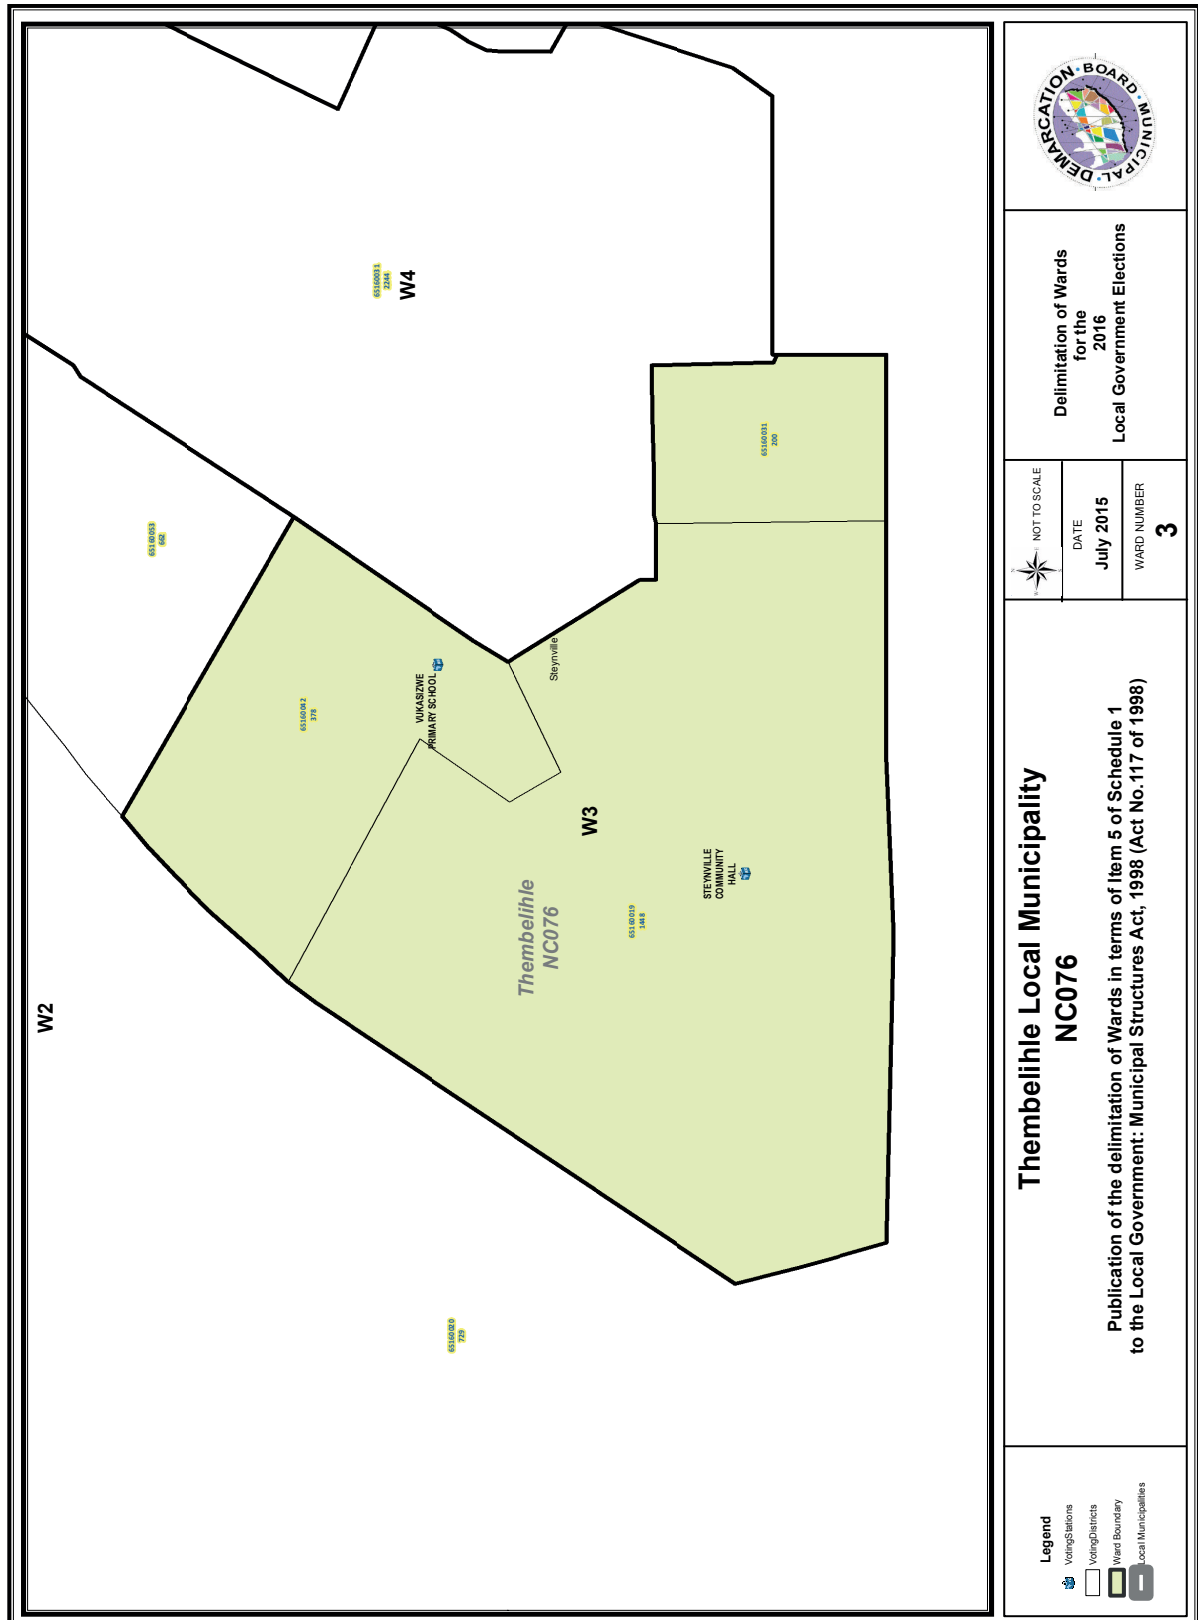 W2
65160053
662
65160031
2244
W4
65160042
378
VUKASIZWE
PRIMARY SCHOOL
Steynville
65160031
200
W3
Thembelihle
NC076
STEYNVILLE
COMMUNITY
HALL
65160019
1448
65160020
729
Legend
VotingStations
VotingDistricts
Ward Boundary
Local Municipalities
Thembelihle Local Municipality
NC076
Publication of the delimitation of Wards in terms of Item 5 of Schedule 1
to the Local Government: Municipal Structures Act, 1998 (Act No.117 of 1998)
N
W E
S
NOT TO SCALE
DATE
July 2015
WARD NUMBER
3
Delimitation of Wards
for the
2016
Local Government Elections
MUNICIPAL · DEMARCATION · BOARD ·